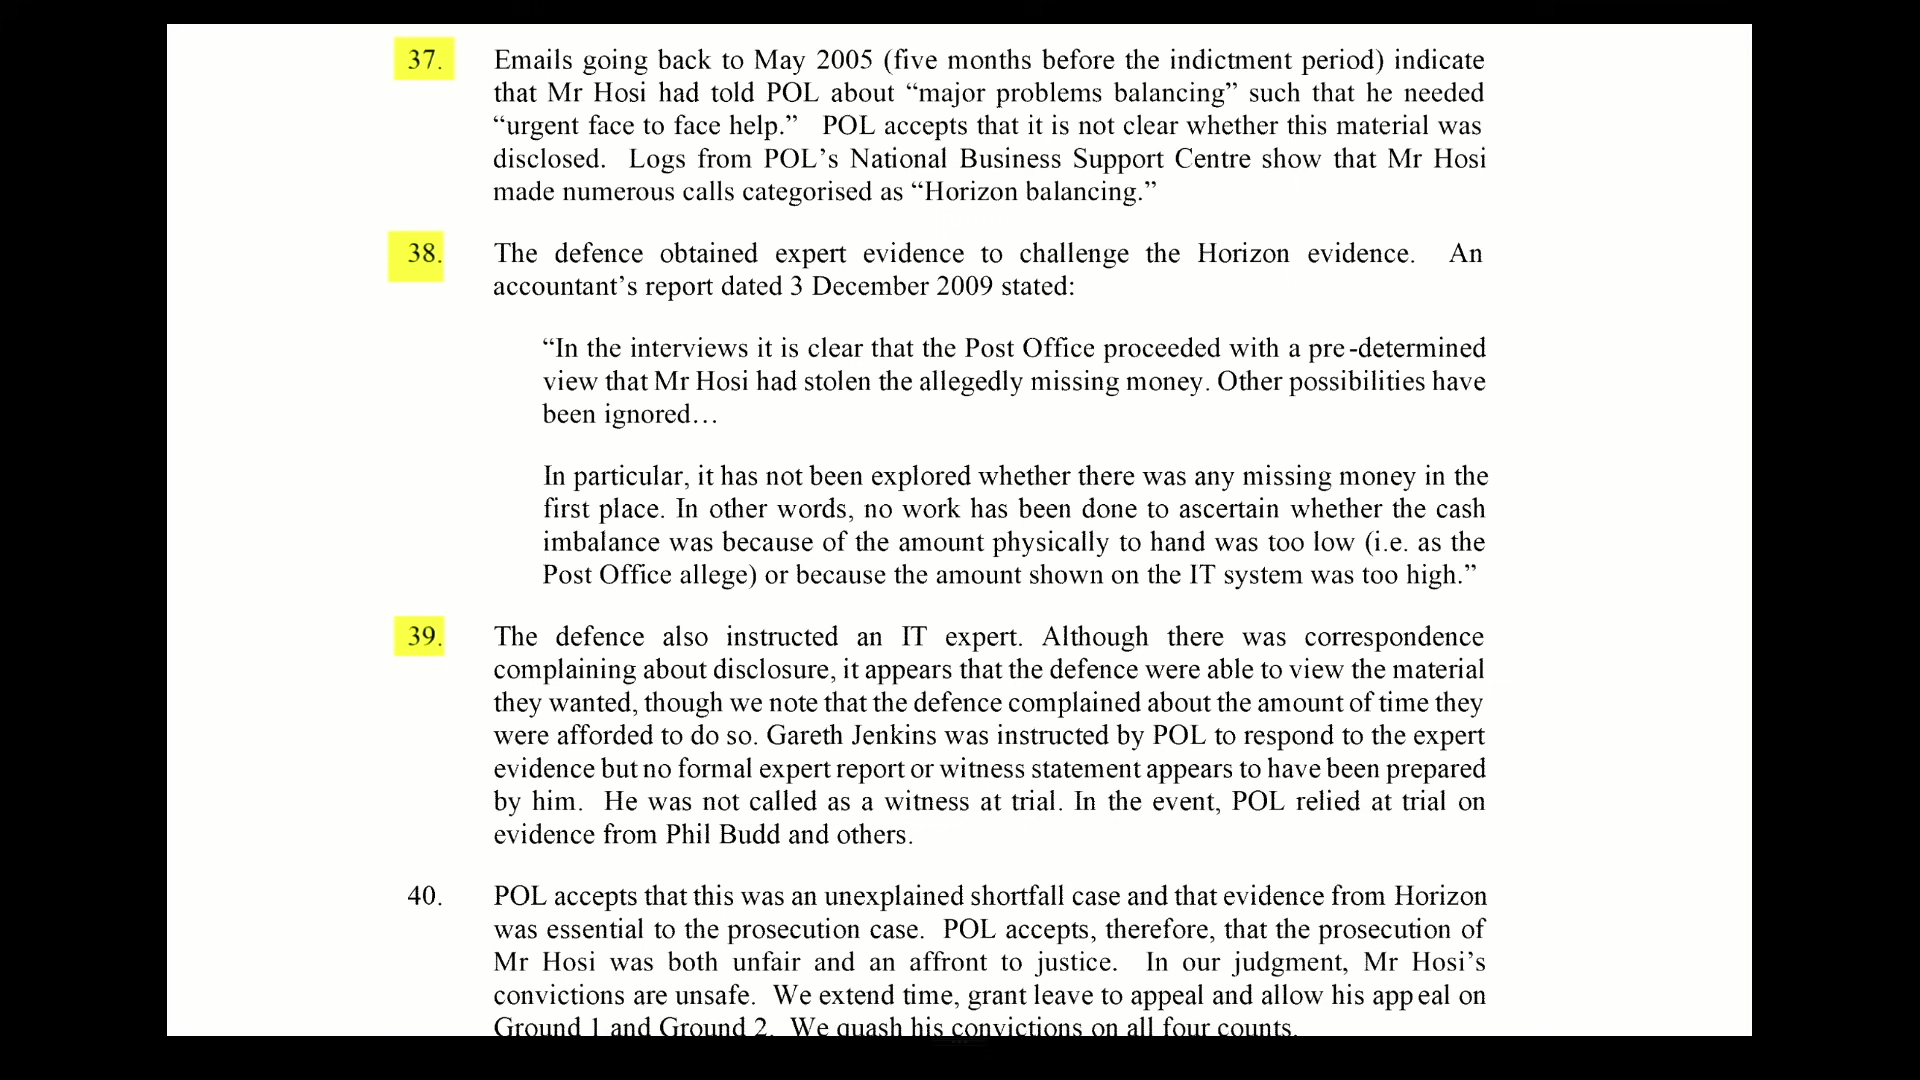 37. Emails going back to May 2005 (five months before the indictment period) indicate
that Mr Hosi had told POL about “major problems balancing” such that he needed
“urgent face to face help.” POL accepts that it is not clear whether this material was
disclosed. Logs from POL’s National Business Support Centre show that Mr Hosi
made numerous calls categorised as “Horizon balancing.”
38. The defence obtained expert evidence to challenge the Horizon evidence. An
accountant’s report dated 3 December 2009 stated:
“In the interviews it is clear that the Post Office proceeded with a pre-determined
view that Mr Hosi had stolen the allegedly missing money. Other possibilities have
been ignored…
In particular, it has not been explored whether there was any missing money in the
first place. In other words, no work has been done to ascertain whether the cash
imbalance was because of the amount physically to hand was too low (i.e. as the
Post Office allege) or because the amount shown on the IT system was too high.”
39. The defence also instructed an IT expert. Although there was correspondence
complaining about disclosure, it appears that the defence were able to view the material
they wanted, though we note that the defence complained about the amount of time they
were afforded to do so. Gareth Jenkins was instructed by POL to respond to the expert
evidence but no formal expert report or witness statement appears to have been prepared
by him. He was not called as a witness at trial. In the event, POL relied at trial on
evidence from Phil Budd and others.
40. POL accepts that this was an unexplained shortfall case and that evidence from Horizon
was essential to the prosecution case. POL accepts, therefore, that the prosecution of
Mr Hosi was both unfair and an affront to justice. In our judgment, Mr Hosi’s
convictions are unsafe. We extend time, grant leave to appeal and allow his appeal on
Ground 1 and Ground 2. We quash his convictions on all four counts.